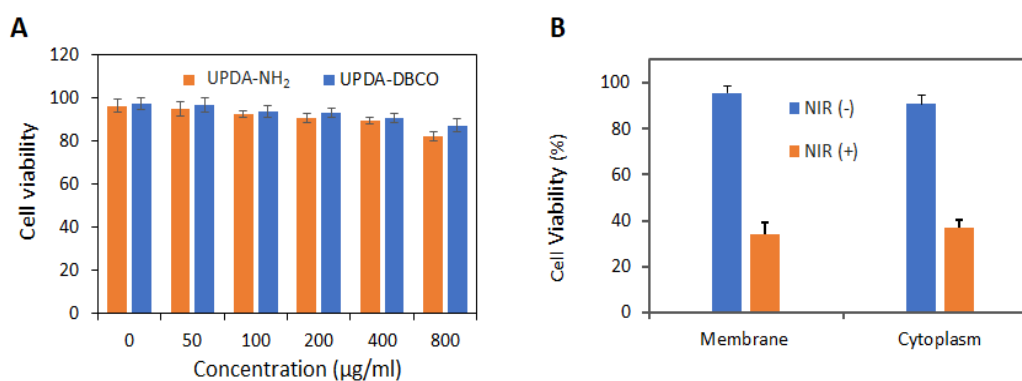 A
Cell viability
120
100
80
60
40
20
0
UPDA-NH₂ UPDA-DBCO
0 50 100 200 400 800
Concentration (µg/ml)
B
Cell Viability (%)
100
80
60
40
20
0
NIR (-)
NIR (+)
Membrane Cytoplasm